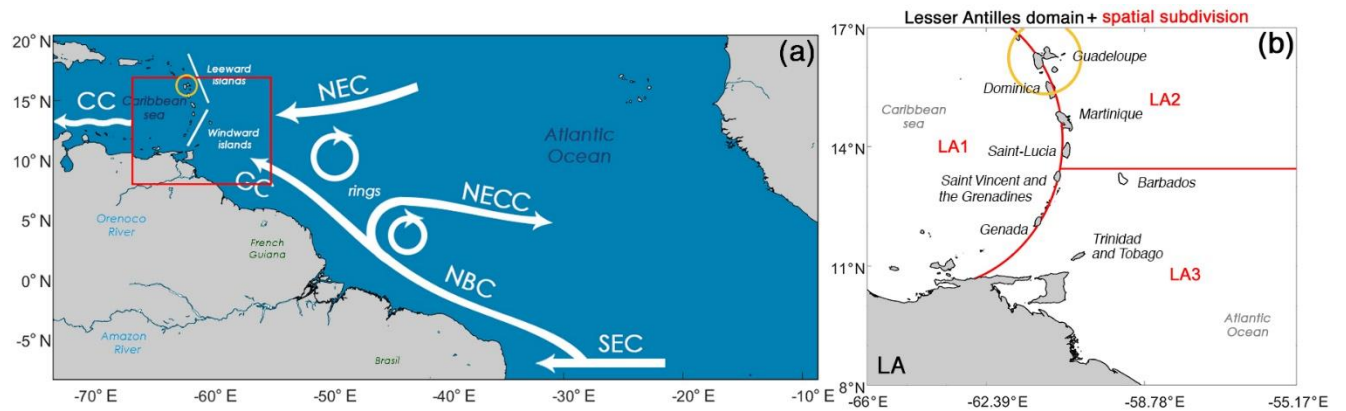 20° N
15° N
10° N
5° N
0° N
-5° N
-70° E
-60° E
-50° E
-40° E
-30° E
-20° E
-10° E
(a)
Leeward
islands
CC
Caribbean
sea
NEC
Windward
islands
Atlantic
Ocean
CC
rings
NECC
Orenoco
River
French
Guiana
NBC
SEC
Amazon
River
Brasil
Lesser Antilles domain + spatial subdivision
(b)
17°N
14°N
11°N
8°N
-66°E
-62.39°E
-58.78°E
-55.17°E
Guadeloupe
Dominica
LA2
Caribbean
sea
Martinique
LA1
Saint-Lucia
Saint Vincent and
the Grenadines
Barbados
Genada
Trinidad
and Tobago
LA3
Atlantic
Ocean
LA